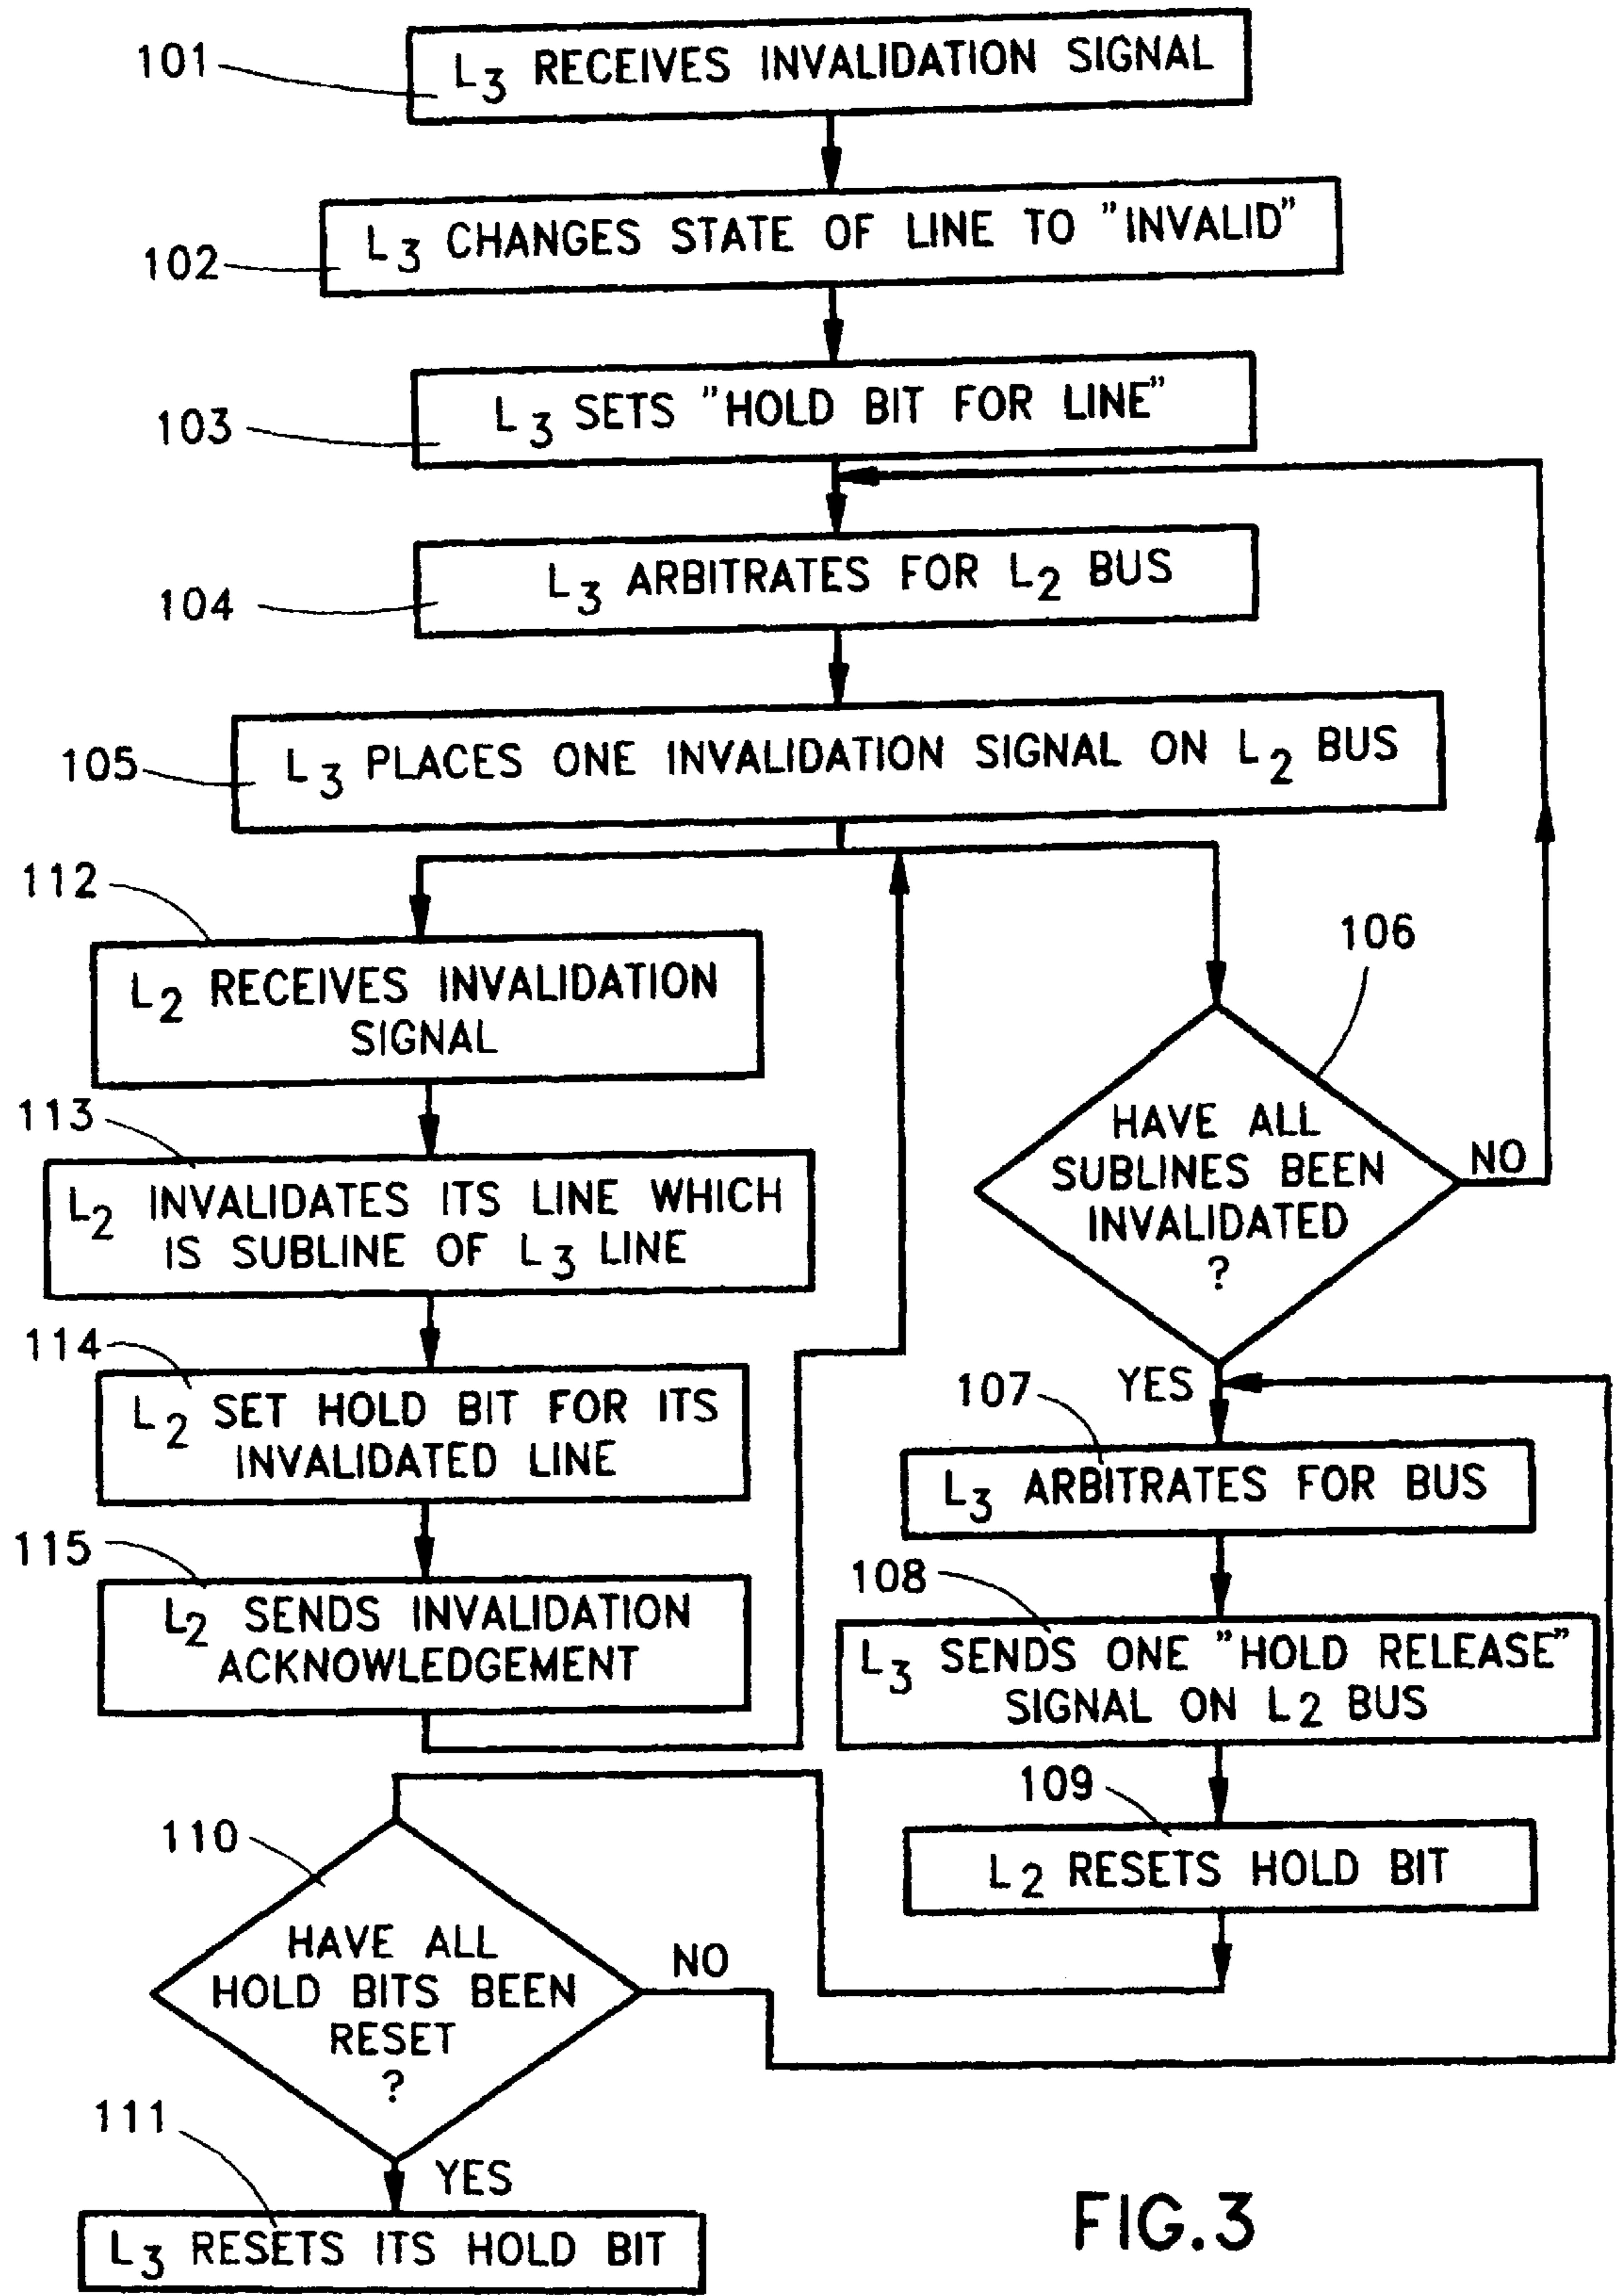 101
L3 RECEIVES INVALIDATION SIGNAL
102
L3 CHANGES STATE OF LINE TO "INVALID"
103
L3 SETS "HOLD BIT FOR LINE"
104
L3 ARBITRATES FOR L2 BUS
105
L3 PLACES ONE INVALIDATION SIGNAL ON L2 BUS
112
L2 RECEIVES INVALIDATION
SIGNAL
113
L2 INVALIDATES ITS LINE WHICH
IS SUBLINE OF L3 LINE
114
L2 SET HOLD BIT FOR ITS
INVALIDATED LINE
115
L2 SENDS INVALIDATION
ACKNOWLEDGEMENT
106
HAVE ALL
SUBLINES BEEN
INVALIDATED
?
NO
YES
107
L3 ARBITRATES FOR BUS
108
L3 SENDS ONE "HOLD RELEASE"
SIGNAL ON L2 BUS
109
L2 RESETS HOLD BIT
110
HAVE ALL
HOLD BITS BEEN
RESET
?
NO
YES
111
L3 RESETS ITS HOLD BIT
FIG.3